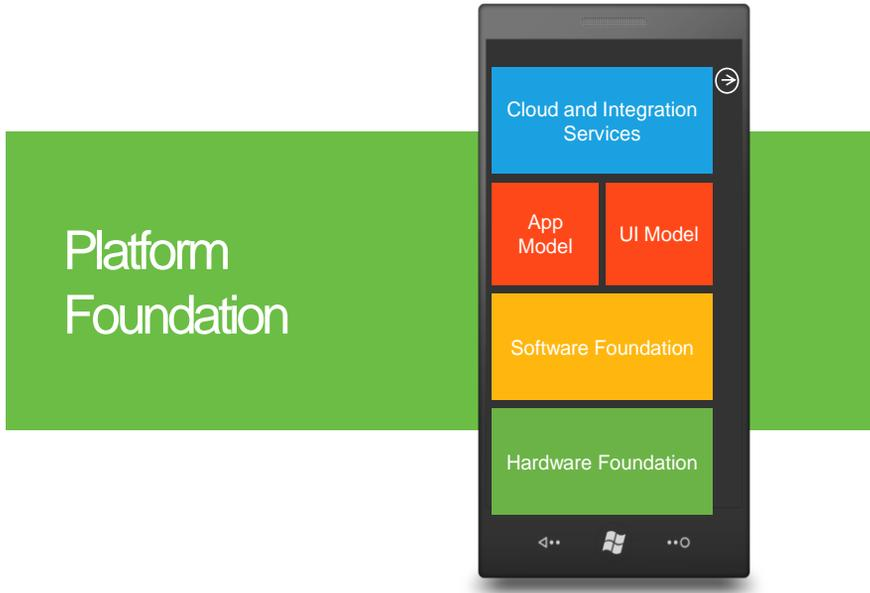 Platform
Foundation
Cloud and Integration
Services
App
Model
UI Model
Software Foundation
Hardware Foundation